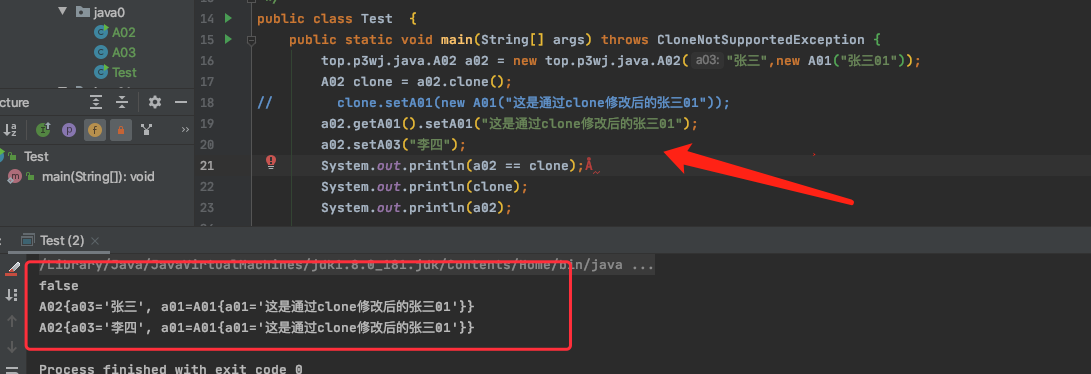 java0
A02
A03
Test
cture
Test
main(String[]): void
14
public class Test {
15
public static void main(String[] args) throws CloneNotSupportedException {
16
top.p3wj.java.A02 a02 = new top.p3wj.java.A02( a03: "张三",new A01("张三01"));
17
A02 clone = a02.clone();
18
// clone.setA01(new A01("这是通过clone修改后的张三01"));
19
a02.getA01().setA01("这是通过clone修改后的张三01");
20
a02.setA03("李四");
21
System.out.println(a02 == clone);Å
22
System.out.println(clone);
23
System.out.println(a02);
Test (2) ×
/Library/Java/JavaVirtualMachines/jdk1.8.0_181.jdk/Contents/Home/bin/java ...
false
A02{a03='张三', a01=A01{a01='这是通过clone修改后的张三01'}}
A02{a03='李四', a01=A01{a01='这是通过clone修改后的张三01'}}
Process finished with exit code 0